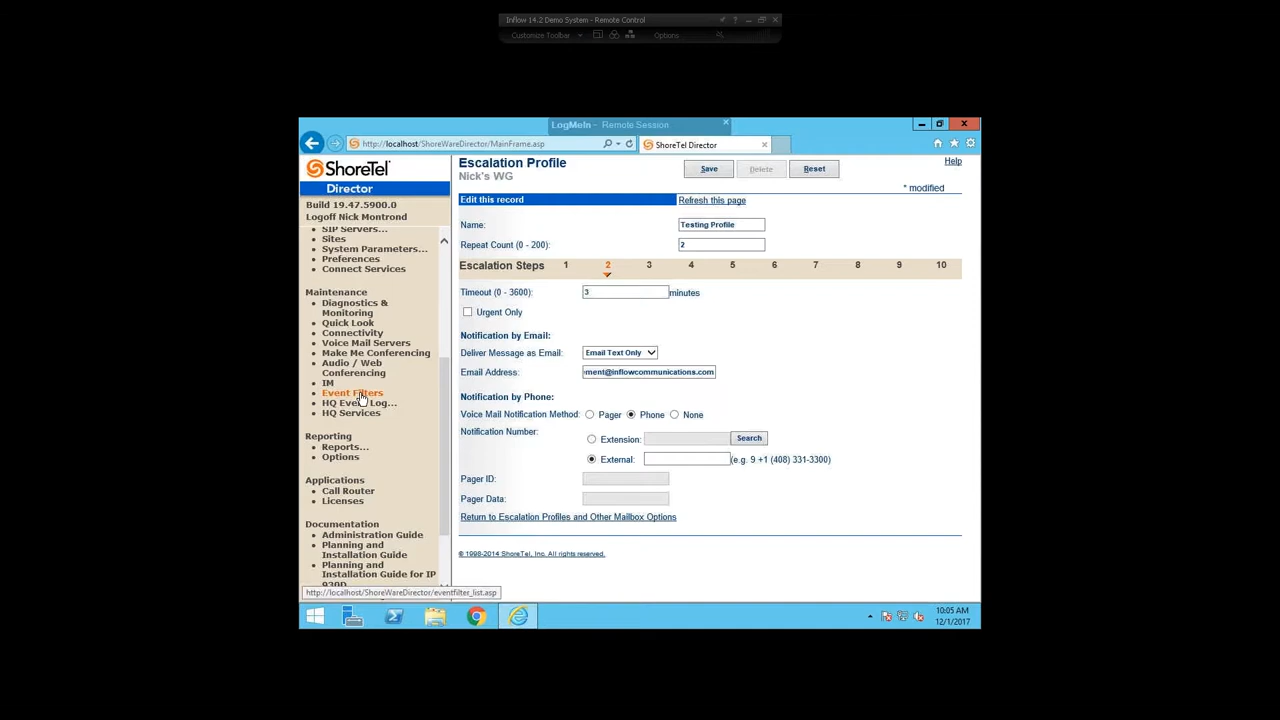 Inflow 14.2 Demo System - Remote Control
Customize Toolbar
Options
LogMeIn - Remote Session
http://localhost/ShoreWareDirector/MainFrame.asp
ShoreTel Director
ShoreTel
Director
Build 19.47.5900.0
Logoff Nick Montrond
SIP Servers...
Sites
System Parameters...
Preferences
Connect Services
Maintenance
Diagnostics &
Monitoring
Quick Look
Connectivity
Voice Mail Servers
Make Me Conferencing
Audio / Web
Conferencing
IM
Event Filters
HQ Event Log...
HQ Services
Reporting
Reports...
Options
Applications
Call Router
Licenses
Documentation
Administration Guide
Planning and
Installation Guide
Planning and
Installation Guide for IP
930D
http://localhost/ShoreWareDirector/eventfilter_list.asp
Escalation Profile
Nick's WG
Save
Delete
Reset
Help
* modified
Edit this record
Refresh this page
Name: Testing Profile
Repeat Count (0 - 200): 2
Escalation Steps 1 2 3 4 5 6 7 8 9 10
Timeout (0 - 3600): 3 minutes
Urgent Only
Notification by Email:
Deliver Message as Email: Email Text Only
Email Address: ment@inflowcommunications.com
Notification by Phone:
Voice Mail Notification Method: Pager Phone None
Notification Number:
Extension: Search
External: (e.g. 9 +1 (408) 331-3300)
Pager ID:
Pager Data:
Return to Escalation Profiles and Other Mailbox Options
© 1998-2014 ShoreTel, Inc. All rights reserved.
10:05 AM
12/1/2017